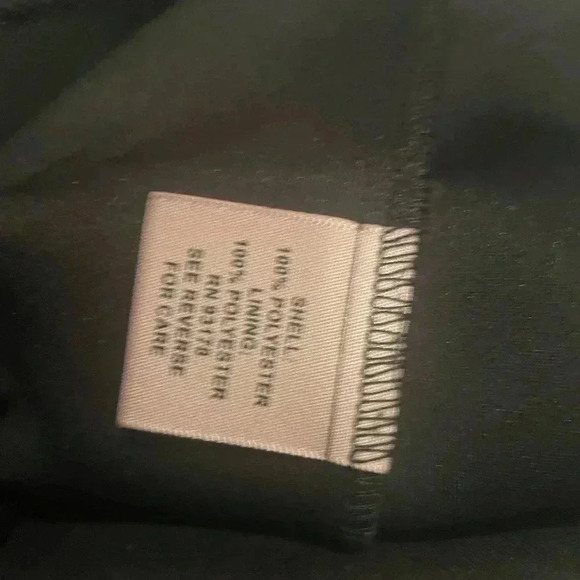 SHELL
100% POLYESTER
LINING:
100% POLYESTER
RN 93178
SEE REVERSE
FOR CARE